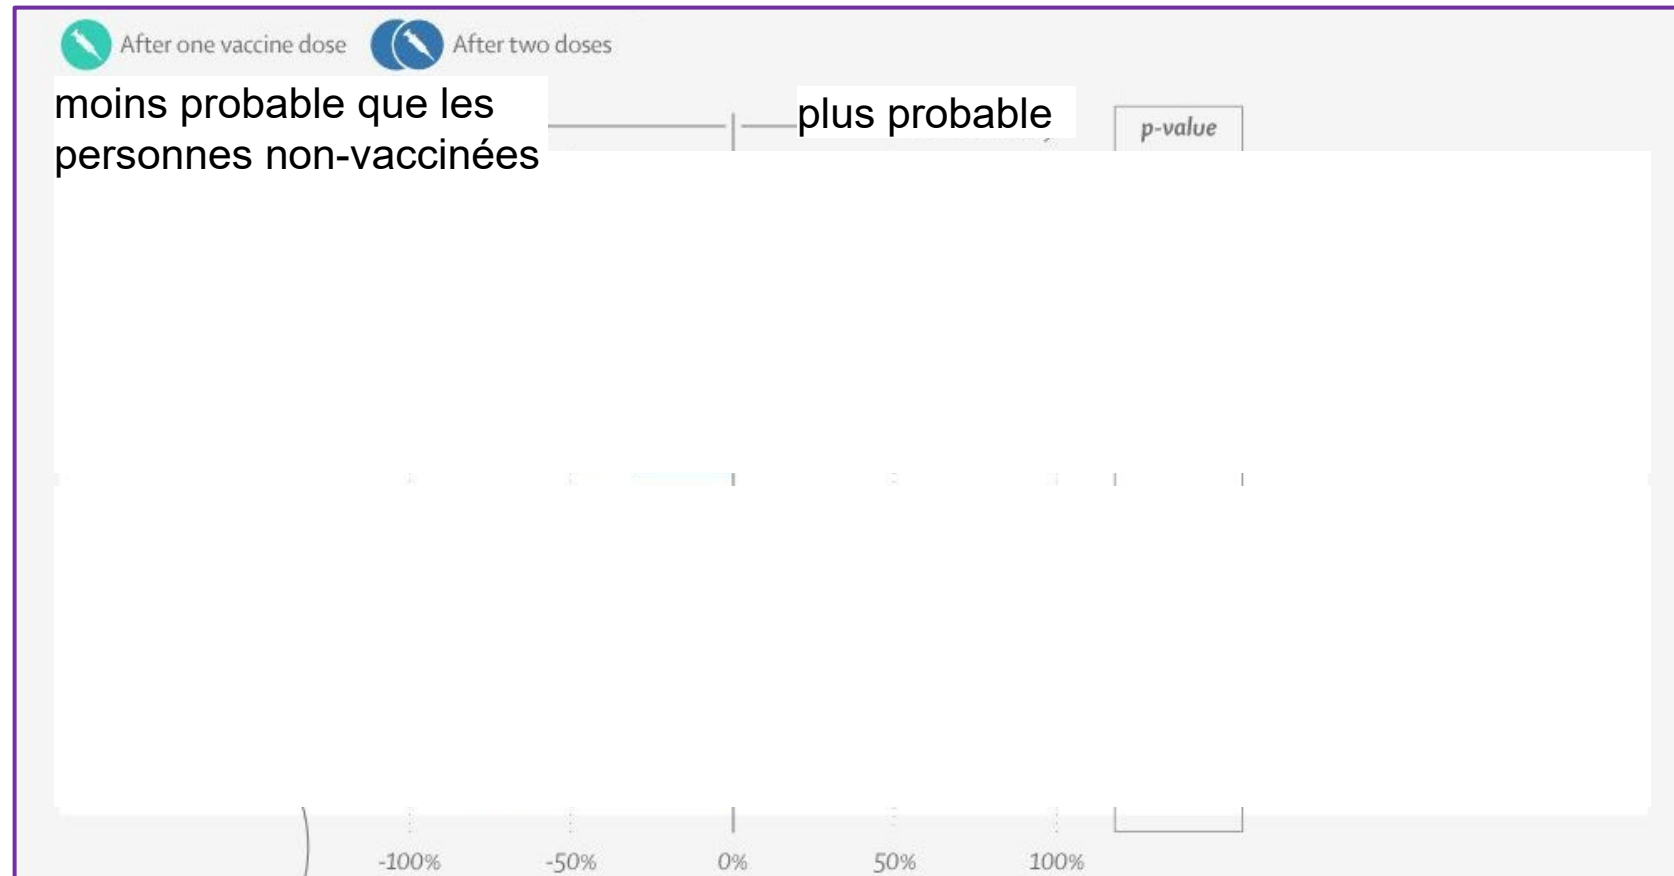 After one vaccine dose After two doses
moins probable que les
personnes non-vaccinées
plus probable
p-value
-100% -50% 0% 50% 100%